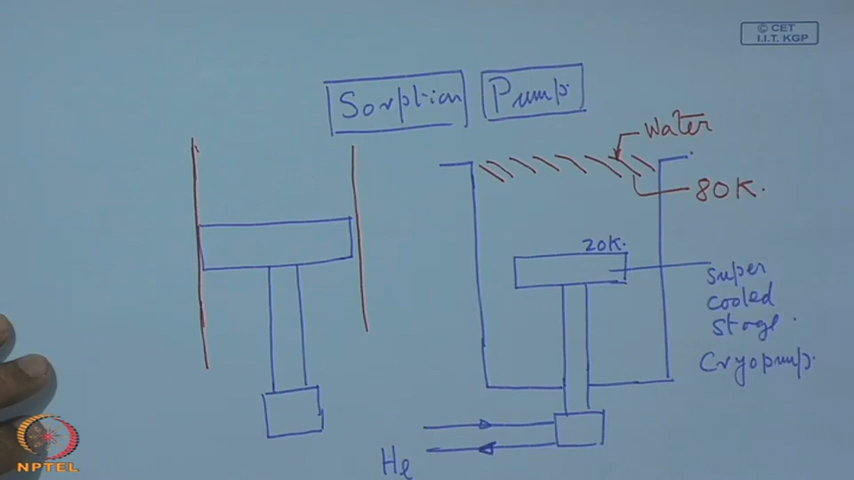 © CET
I.I.T. KGP
Sorption Pump
Water
80K.
20K.
Super
cooled
stage.
Cryopump.
He
NPTEL